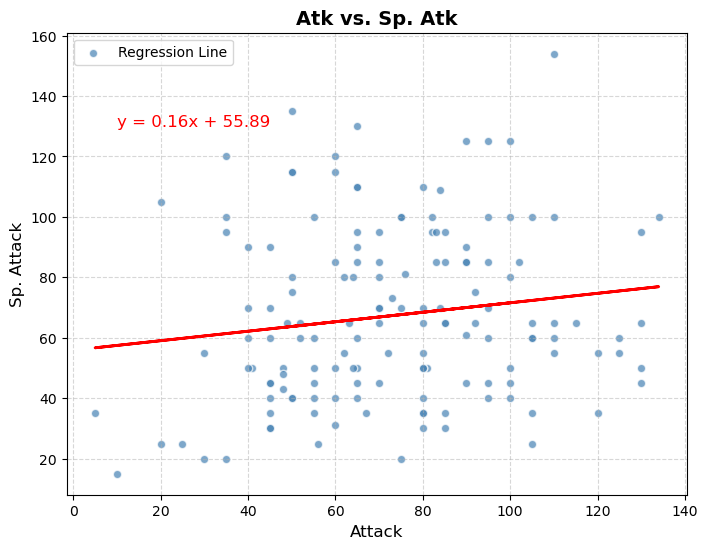 Atk vs. Sp. Atk
160
Regression Line
140
y = 0.16x + 55.89
120
100
80
60
40
20
Sp. Attack
0 20 40 60 80 100 120 140
Attack